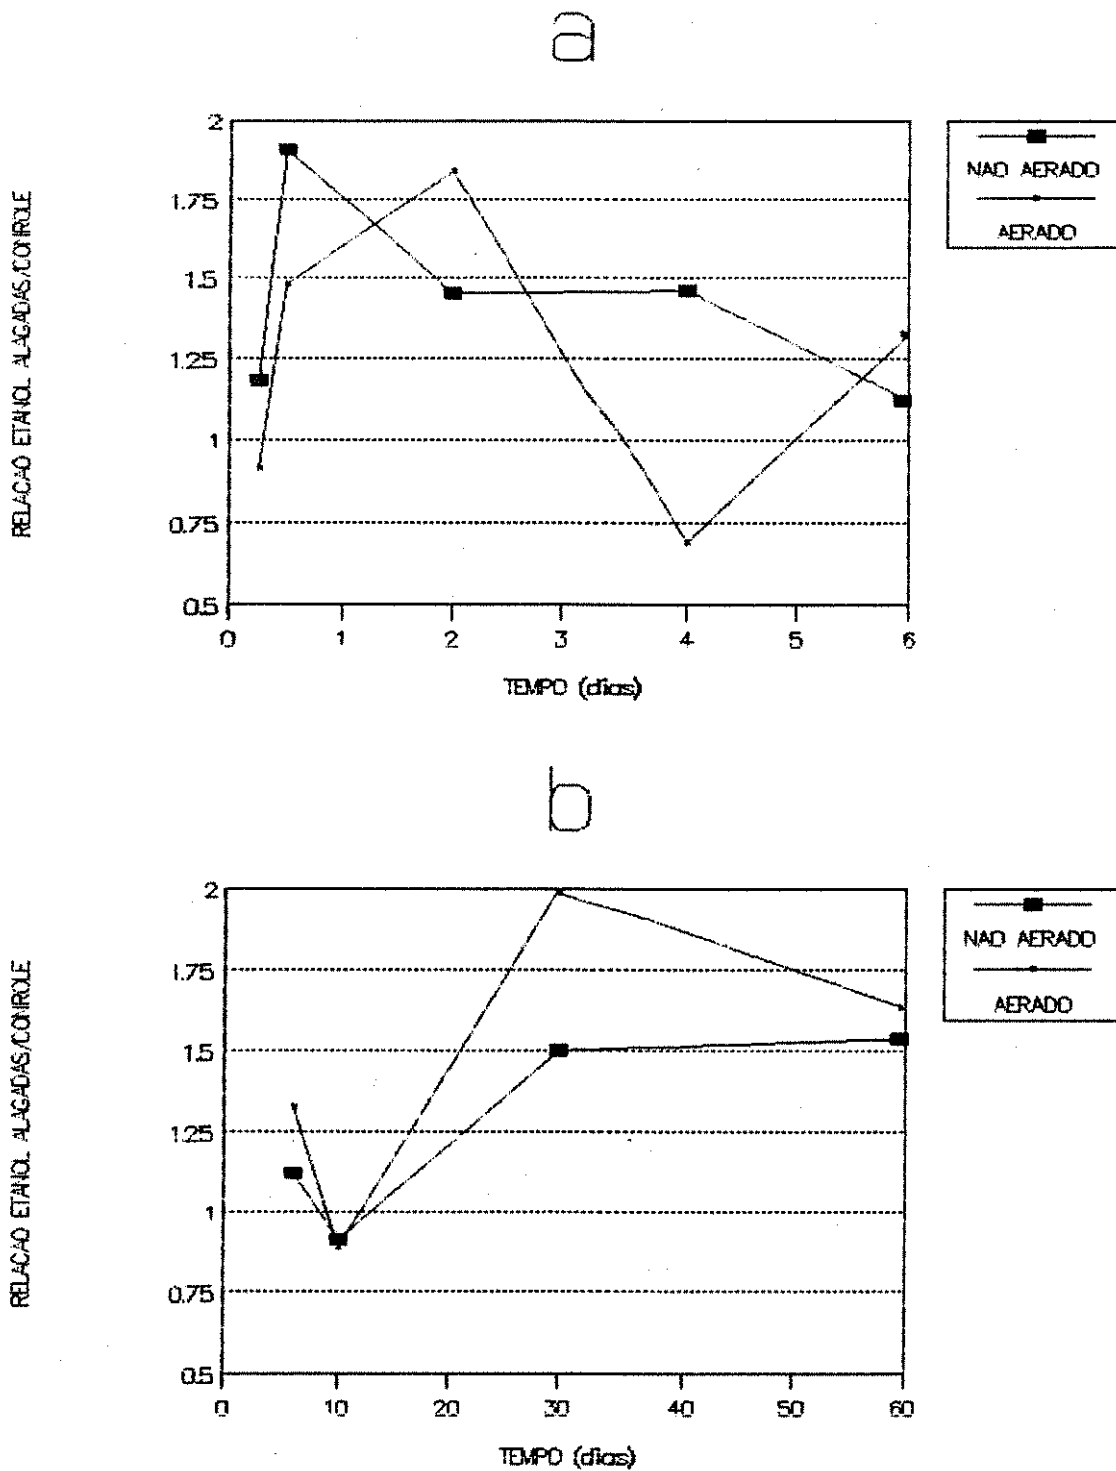 a
RELACAO ETANOL ALAGADAS/CONTROLE
2
1.75
1.5
1.25
1
0.75
0.5
0 1 2 3 4 5 6
TEMPO (dias)
NAO AERADO
AERADO
b
RELACAO ETANOL ALAGADAS/CONTROLE
2
1.75
1.5
1.25
1
0.75
0.5
0 10 20 30 40 50 60
TEMPO (dias)
NAO AERADO
AERADO